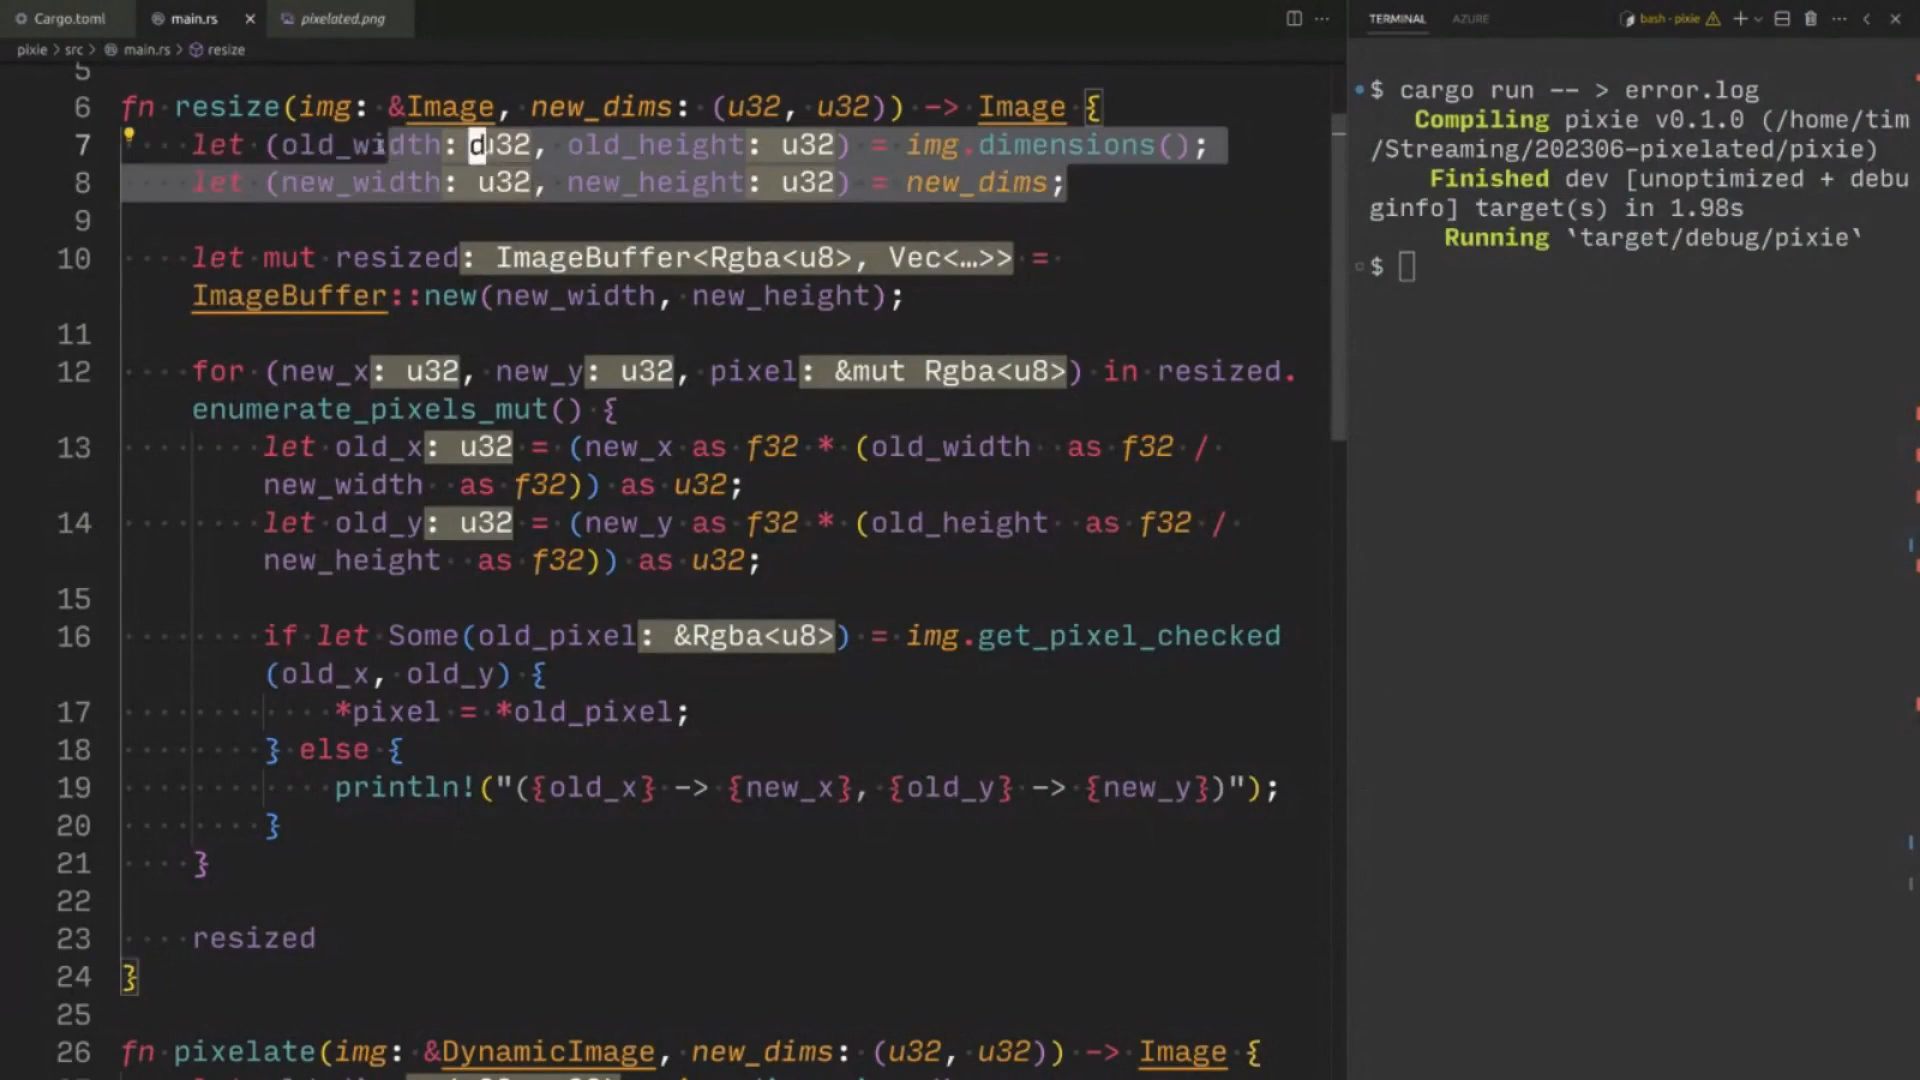 Cargo.toml
main.rs
pixelated.png
pixie > src > main.rs > resize
5
6 fn resize(img: &Image, new_dims: (u32, u32)) -> Image {
7 let (old_width: u32, old_height: u32) = img.dimensions();
8 let (new_width: u32, new_height: u32) = new_dims;
9
10 let mut resized: ImageBuffer<Rgba<u8>, Vec<…>> =
ImageBuffer::new(new_width, new_height);
11
12 for (new_x: u32, new_y: u32, pixel: &mut Rgba<u8>) in resized.
enumerate_pixels_mut() {
13 let old_x: u32 = (new_x as f32 * (old_width as f32 /
new_width as f32)) as u32;
14 let old_y: u32 = (new_y as f32 * (old_height as f32 /
new_height as f32)) as u32;
15
16 if let Some(old_pixel: &Rgba<u8>) = img.get_pixel_checked
(old_x, old_y) {
17 *pixel = *old_pixel;
18 } else {
19 println!("({old_x} -> {new_x}, {old_y} -> {new_y})");
20 }
21 }
22
23 resized
24 }
25
26 fn pixelate(img: &DynamicImage, new_dims: (u32, u32)) -> Image {
TERMINAL AZURE
bash - pixie
$ cargo run -- > error.log
Compiling pixie v0.1.0 (/home/tim
/Streaming/202306-pixelated/pixie)
Finished dev [unoptimized + debu
ginfo] target(s) in 1.98s
Running `target/debug/pixie`
$